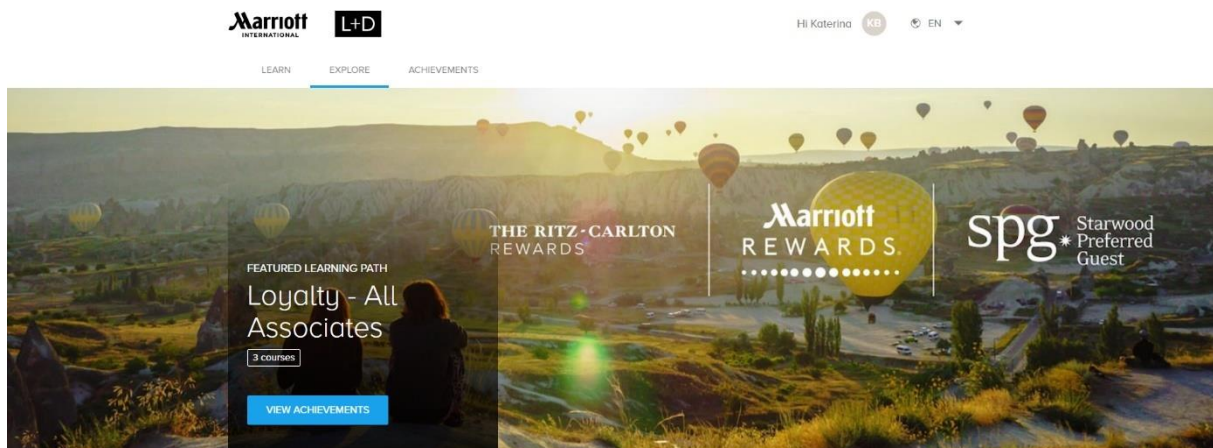 Marriott
INTERNATIONAL
L+D
Hi Katerina
KB
EN
LEARN
EXPLORE
ACHIEVEMENTS
THE RITZ-CARLTON
REWARDS
Marriott
REWARDS.
spg
Starwood
Preferred
Guest
FEATURED LEARNING PATH
Loyalty - All
Associates
3 courses
VIEW ACHIEVEMENTS